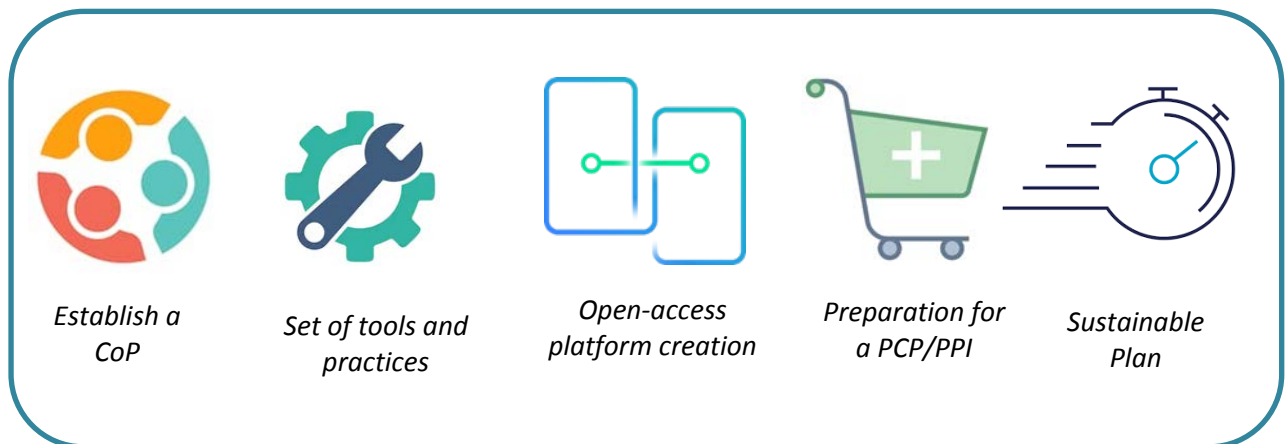 Establish a
CoP
Set of tools and
practices
Open-access
platform creation
Preparation for
a PCP/PPI
Sustainable
Plan